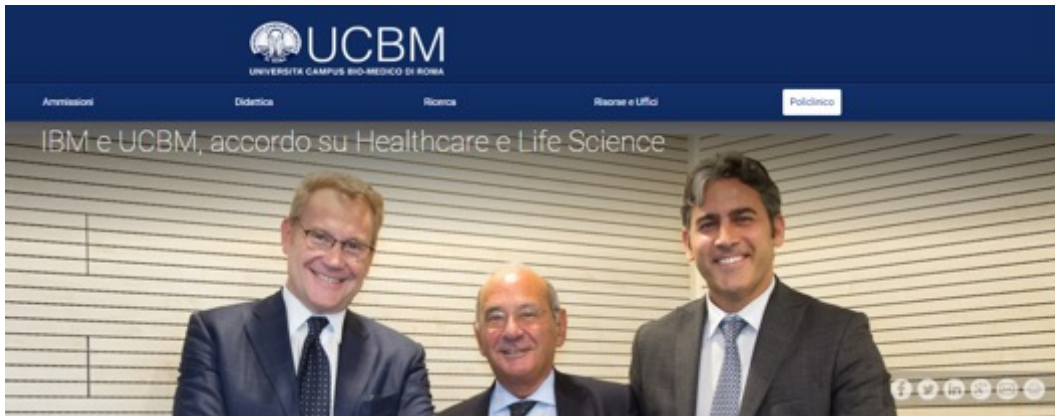 UCBM
UNIVERSITÀ CAMPUS BIO-MEDICO DI ROMA
Ammissioni
Didattica
Ricerca
Risorse e Uffici
Policlinico
IBM e UCBM, accordo su Healthcare e Life Science